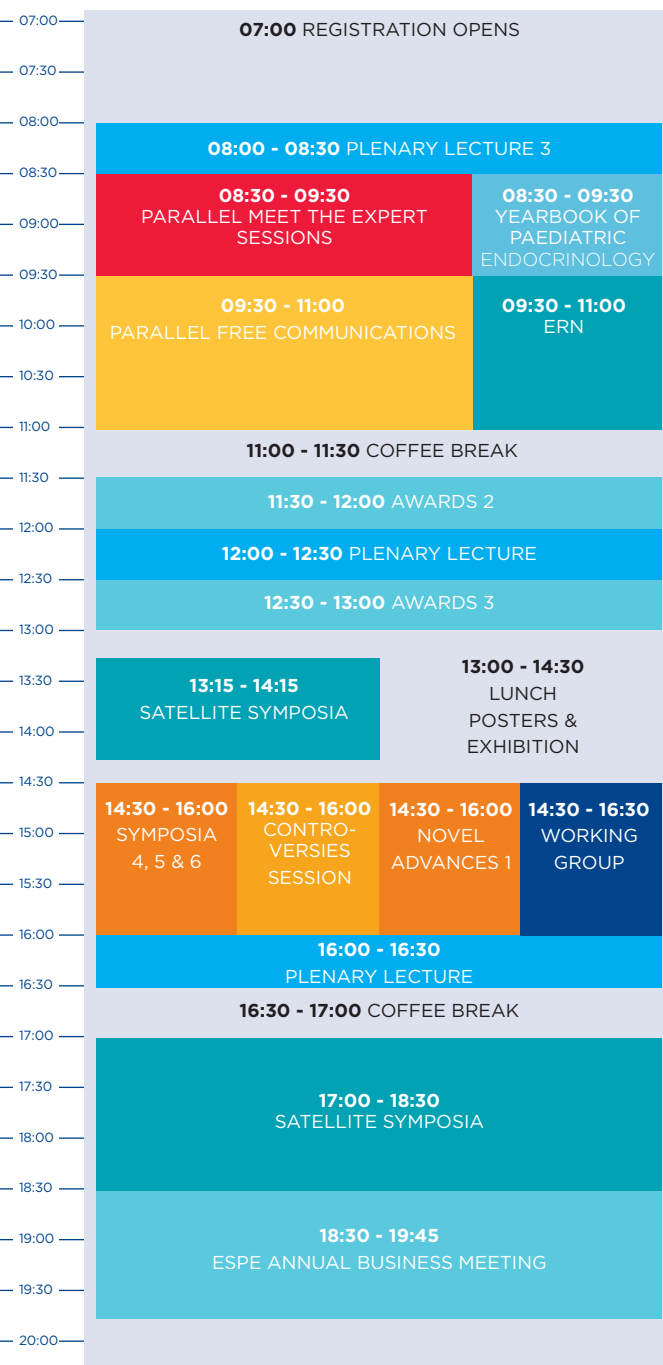 07:00
07:00 REGISTRATION OPENS
07:30
08:00
08:00 - 08:30 PLENARY LECTURE 3
08:30
08:30 - 09:30
PARALLEL MEET THE EXPERT
SESSIONS
08:30 - 09:30
YEARBOOK OF
PAEDIATRIC
ENDOCRINOLOGY
09:00
09:30
09:30 - 11:00
PARALLEL FREE COMMUNICATIONS
09:30 - 11:00
ERN
10:00
10:30
11:00
11:00 - 11:30 COFFEE BREAK
11:30
11:30 - 12:00 AWARDS 2
12:00
12:00 - 12:30 PLENARY LECTURE
12:30
12:30 - 13:00 AWARDS 3
13:00
13:15 - 14:15
SATELLITE SYMPOSIA
13:00 - 14:30
LUNCH
POSTERS &
EXHIBITION
13:30
14:00
14:30
14:30 - 16:00
SYMPOSIA
4, 5 & 6
14:30 - 16:00
CONTRO-
VERSIES
SESSION
14:30 - 16:00
NOVEL
ADVANCES 1
14:30 - 16:30
WORKING
GROUP
15:00
15:30
16:00
16:00 - 16:30
PLENARY LECTURE
16:30
16:30 - 17:00 COFFEE BREAK
17:00
17:00 - 18:30
SATELLITE SYMPOSIA
17:30
18:00
18:30
18:30 - 19:45
ESPE ANNUAL BUSINESS MEETING
19:00
19:30
20:00